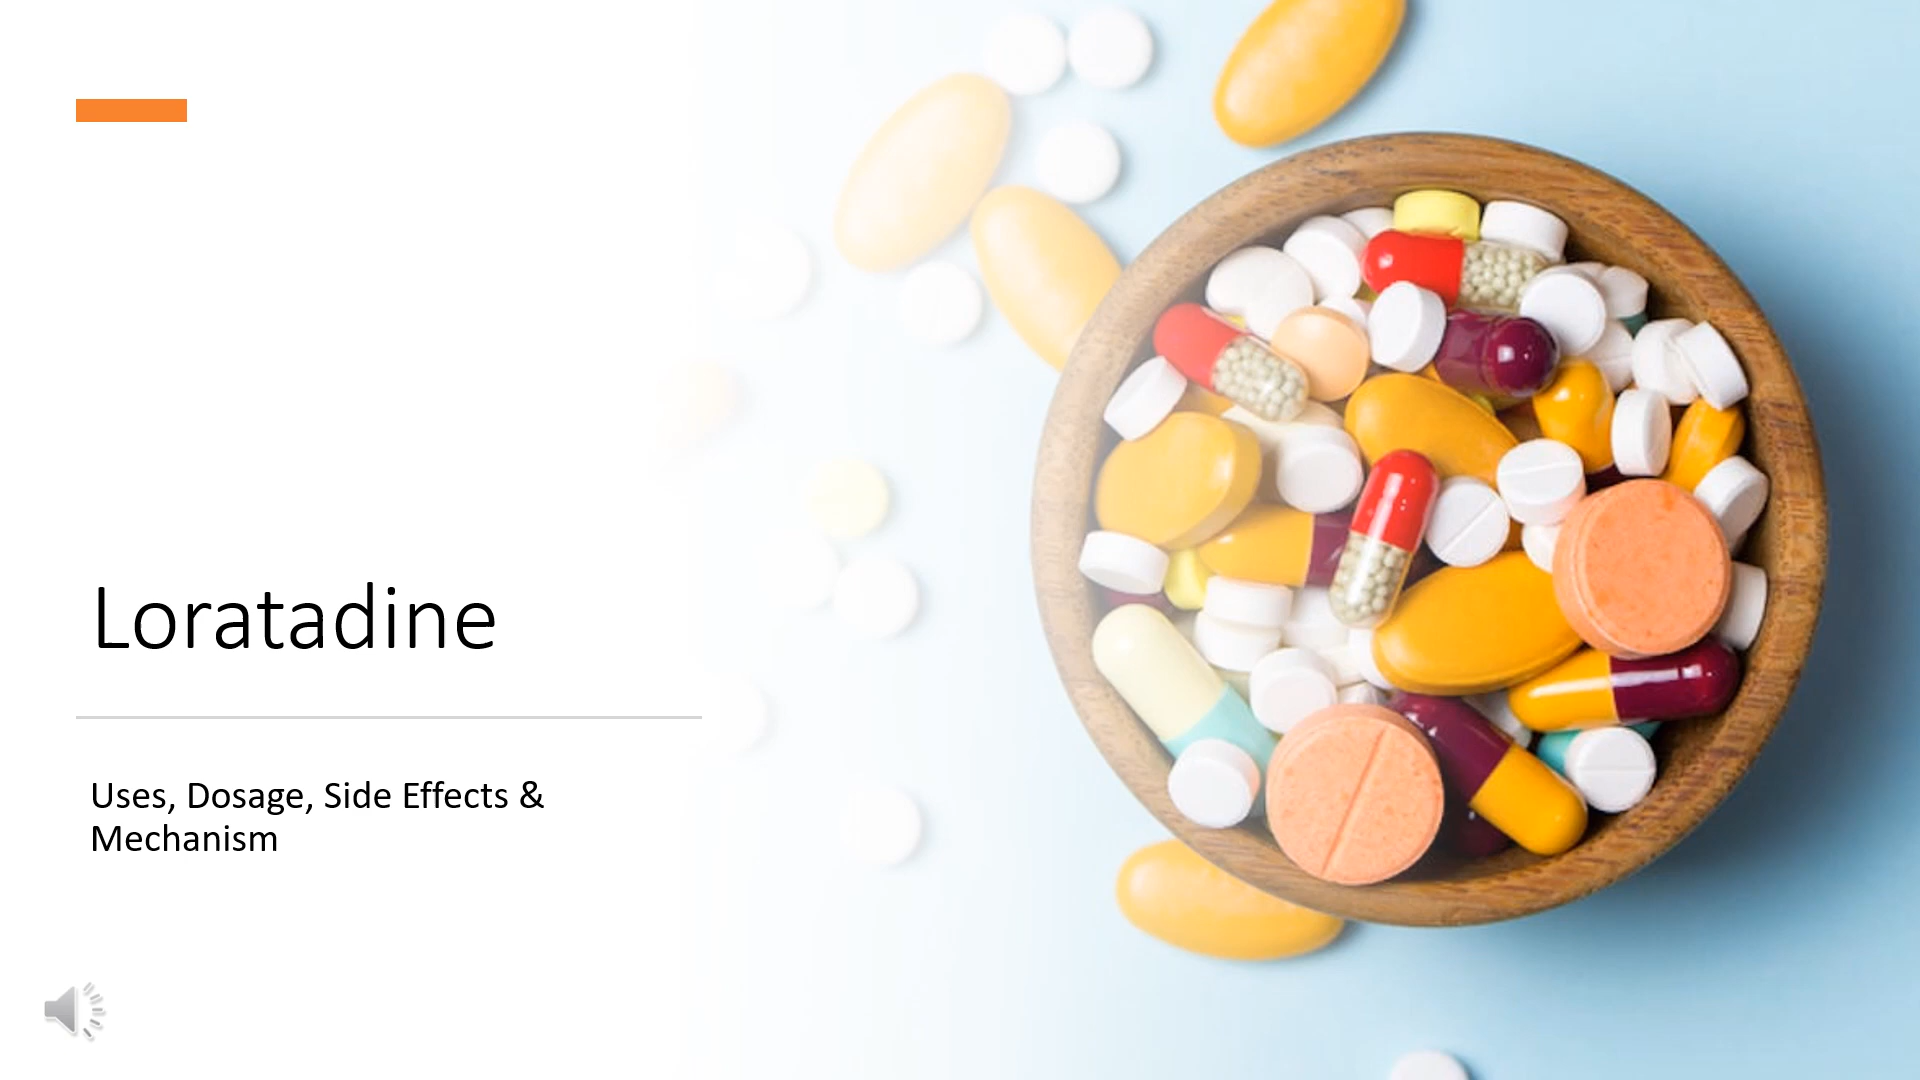 Loratadine
Uses, Dosage, Side Effects &
Mechanism